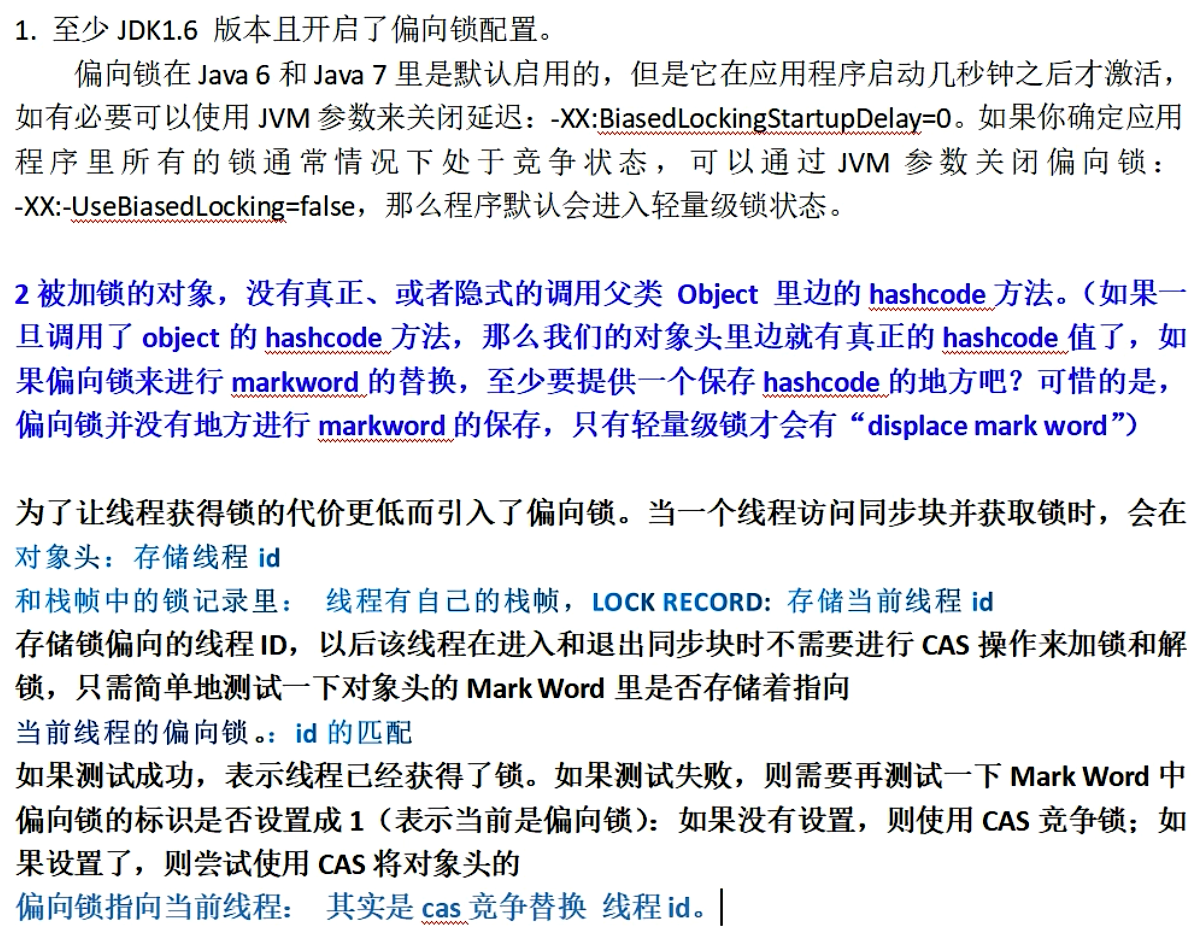 1. 至少 JDK1.6 版本且开启了偏向锁配置。
偏向锁在 Java 6 和 Java 7 里是默认启用的，但是它在应用程序启动几秒钟之后才激活，
如有必要可以使用 JVM 参数来关闭延迟：-XX:BiasedLockingStartupDelay=0。如果你确定应用
程序里所有的锁通常情况下处于竞争状态，可以通过 JVM 参数关闭偏向锁：
-XX:-UseBiasedLocking=false，那么程序默认会进入轻量级锁状态。
2 被加锁的对象，没有真正、或者隐式的调用父类 Object 里边的 hashcode 方法。（如果一
旦调用了 object 的 hashcode 方法，那么我们的对象头里边就有真正的 hashcode 值了，如
果偏向锁来进行 markword 的替换，至少要提供一个保存 hashcode 的地方吧？可惜的是，
偏向锁并没有地方进行 markword 的保存，只有轻量级锁才会有“displace mark word”）
为了让线程获得锁的代价更低而引入了偏向锁。当一个线程访问同步块并获取锁时，会在
对象头：存储线程 id
和栈帧中的锁记录里： 线程有自己的栈帧，LOCK RECORD: 存储当前线程 id
存储锁偏向的线程 ID，以后该线程在进入和退出同步块时不需要进行 CAS 操作来加锁和解
锁，只需简单地测试一下对象头的 Mark Word 里是否存储着指向
当前线程的偏向锁。：id 的匹配
如果测试成功，表示线程已经获得了锁。如果测试失败，则需要再测试一下 Mark Word 中
偏向锁的标识是否设置成 1（表示当前是偏向锁）：如果没有设置，则使用 CAS 竞争锁；如
果设置了，则尝试使用 CAS 将对象头的
偏向锁指向当前线程： 其实是 cas 竞争替换 线程 id。